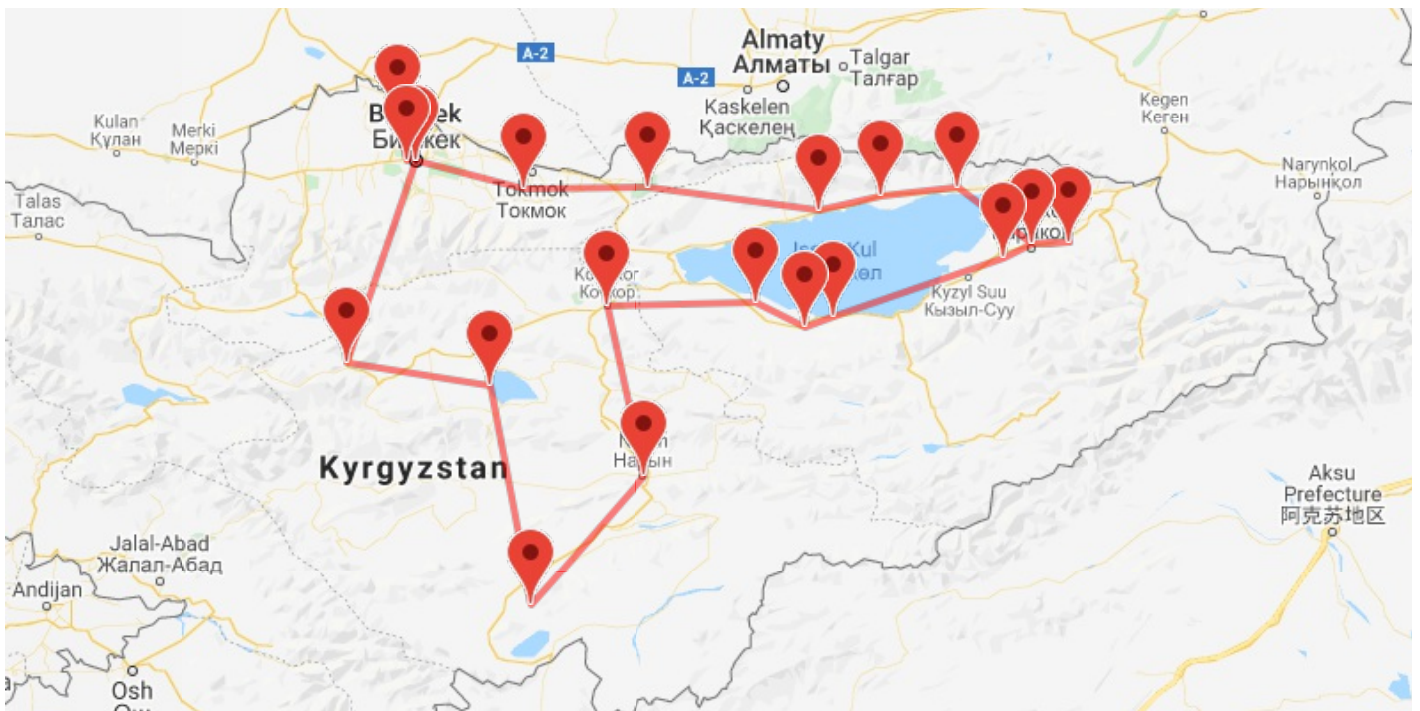 A-2
Almaty
Алматы
Talgar
Талғар
A-2
Kaskelen
Қаскелең
Kegen
Кеген
Kulan
Құлан
Merki
Меркі
Narynkol
Нарынқол
Tokmok
Токмок
Talas
Талас
Kul
Kyzyl Suu
Кызыл-Суу
Kyrgyzstan
Aksu
Prefecture
阿克苏地区
Jalal-Abad
Жалал-Абад
Andijan
Osh